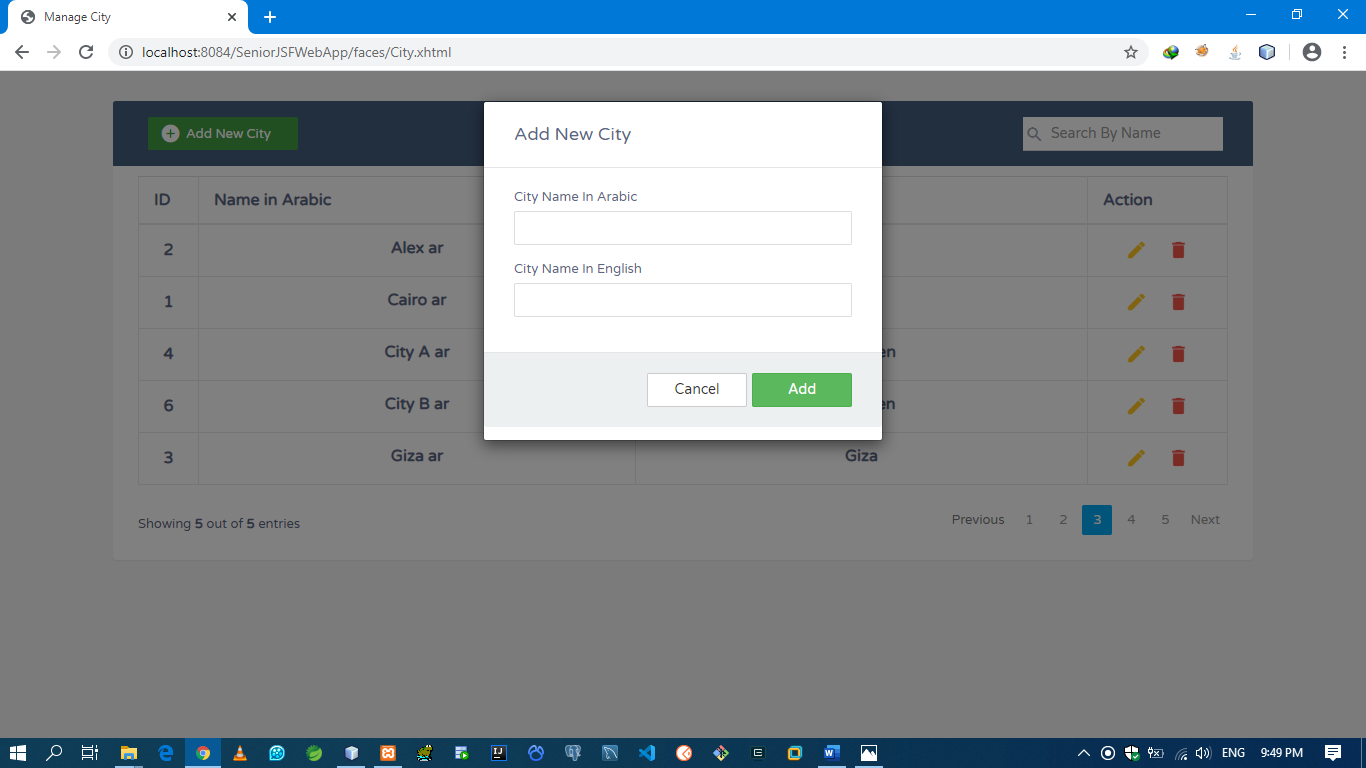 Manage City
localhost:8084/SeniorJSFWebApp/faces/City.xhtml
Add New City
Search By Name
Add New City
City Name In Arabic
City Name In English
Cancel
Add
ID Name in Arabic Action
2 Alex ar
1 Cairo ar
4 City A ar en
6 City B ar en
3 Giza ar Giza
Showing 5 out of 5 entries
Previous 1 2 3 4 5 Next
ENG 9:49 PM